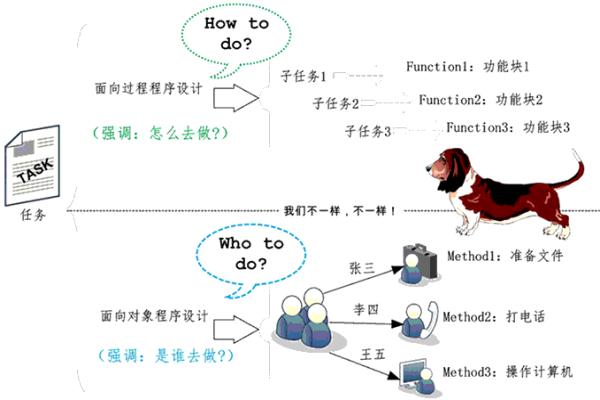 How to
do?
面向过程程序设计
(强调：怎么去做?)
子任务1
Function1：功能块1
子任务2
Function2：功能块2
子任务3
Function3：功能块3
TASK
任务
我们不一样，不一样！
Who to
do?
面向对象程序设计
(强调：是谁去做?)
张三
Method1：准备文件
李四
Method2：打电话
王五
Method3：操作计算机